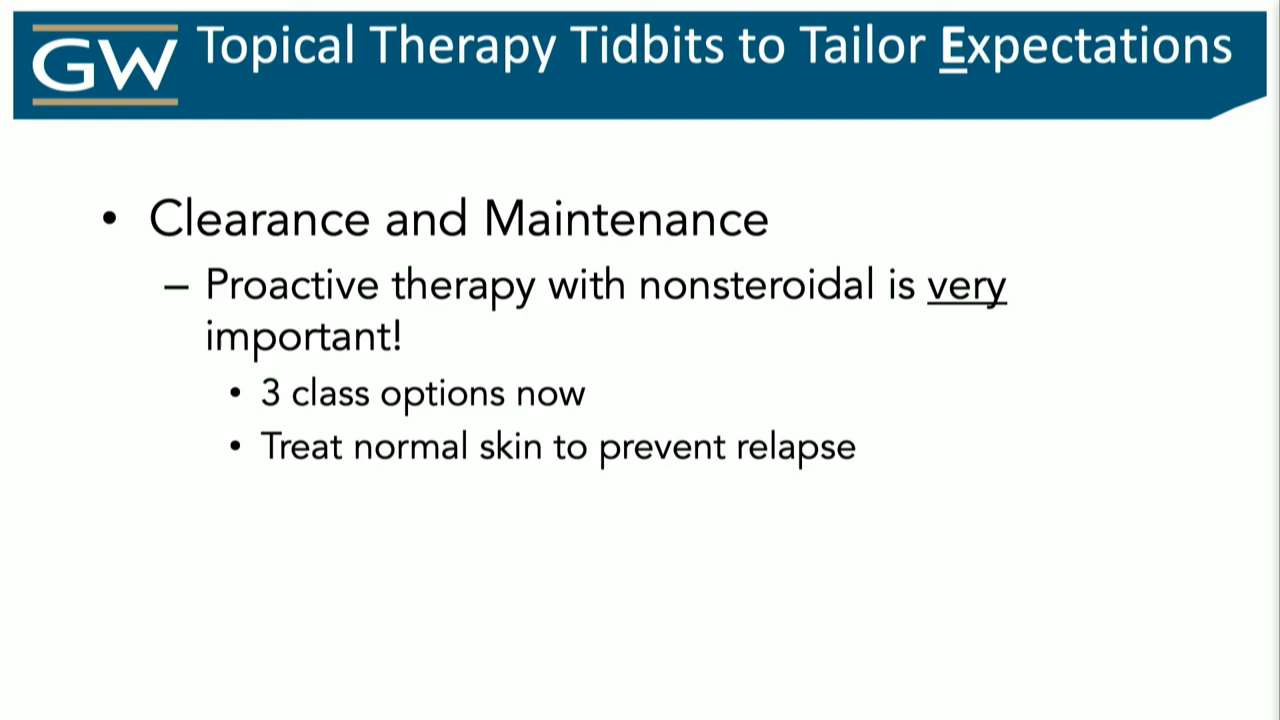 GW
Topical Therapy Tidbits to Tailor Expectations
• Clearance and Maintenance
– Proactive therapy with nonsteroidal is very
important!
• 3 class options now
• Treat normal skin to prevent relapse